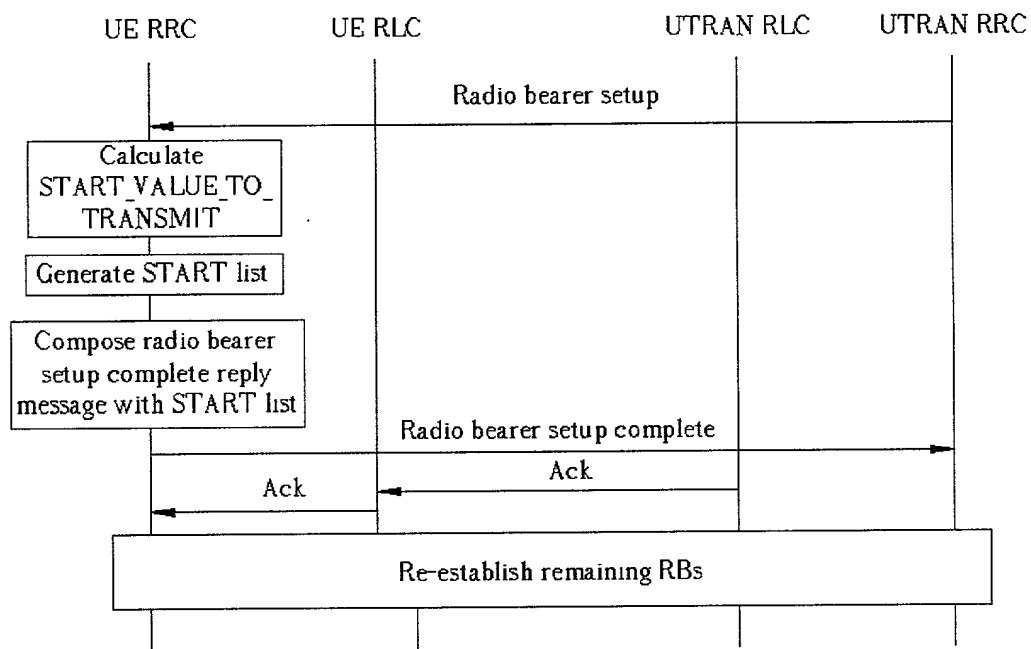 UE RRC UE RLC UTRAN RLC UTRAN RRC
Radio bearer setup
Calculate
START_VALUE_TO_
TRANSMIT
Generate START list
Compose radio bearer
setup complete reply
message with START list
Radio bearer setup complete
Ack
Ack
Re-establish remaining RBs